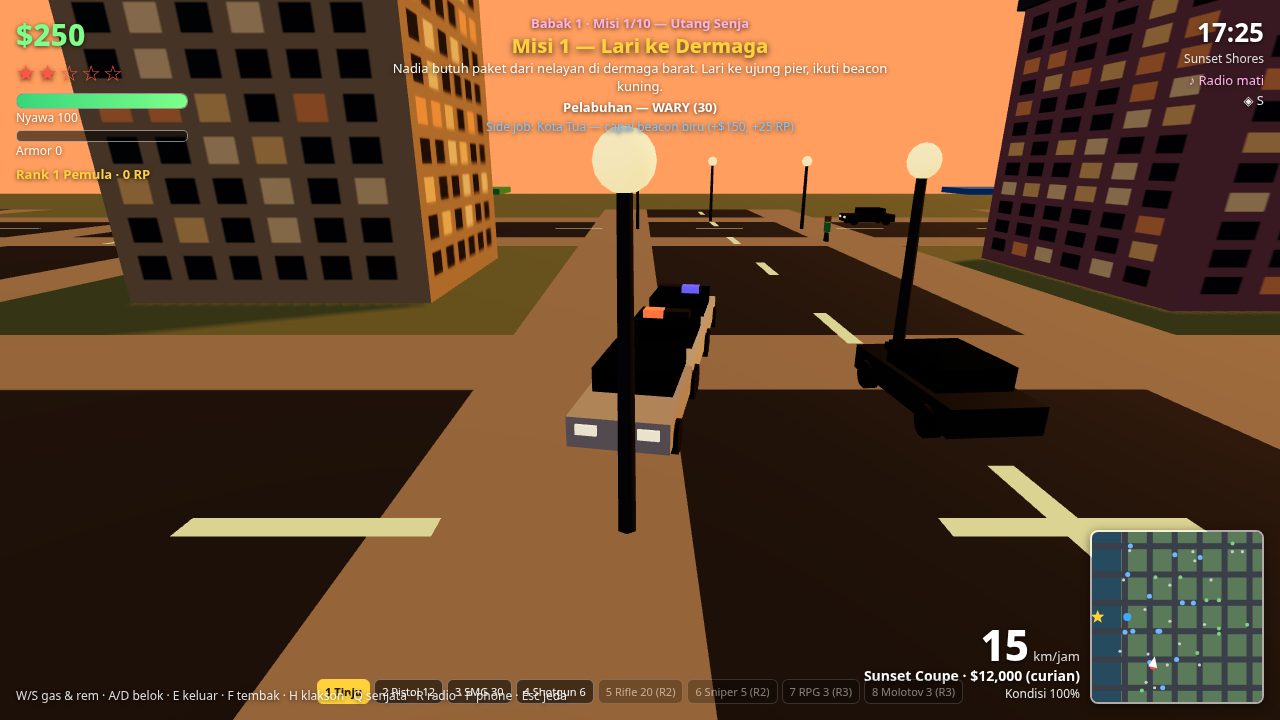 $250
★★☆☆☆
Nyawa 100
Armor 0
Rank 1 Pemula · 0 RP
Babak 1 · Misi 1/10 — Utang Senja
Misi 1 — Lari ke Dermaga
Nadia butuh paket dari nelayan di dermaga barat. Lari ke ujung pier, ikuti beacon
kuning.
Pelabuhan — WARY (30)
Side job: Kota Tua — capai beacon biru (+$150, +25 RP)
17:25
Sunset Shores
♪ Radio mati
◈ S
15 km/jam
Sunset Coupe · $12,000 (curian)
Kondisi 100%
W/S gas & rem · A/D belok · E keluar · F tembak · H klakson · Q senjata · R radio · P phone · Esc jeda
1 Tinju 2 Pistol 12 3 SMG 30 4 Shotgun 6 5 Rifle 20 (R2) 6 Sniper 5 (R2) 7 RPG 3 (R3) 8 Molotov 3 (R3)